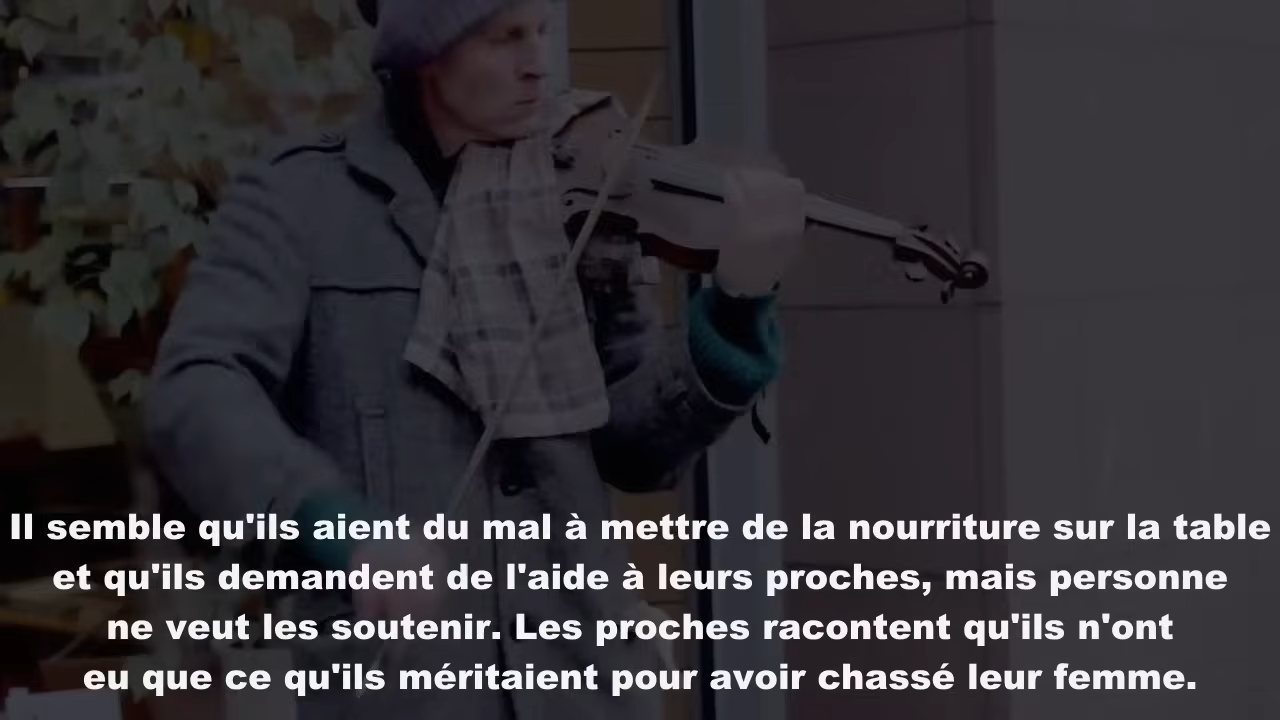 Il semble qu'ils aient du mal à mettre de la nourriture sur la table
et qu'ils demandent de l'aide à leurs proches, mais personne
ne veut les soutenir. Les proches racontent qu'ils n'ont
eu que ce qu'ils méritaient pour avoir chassé leur femme.